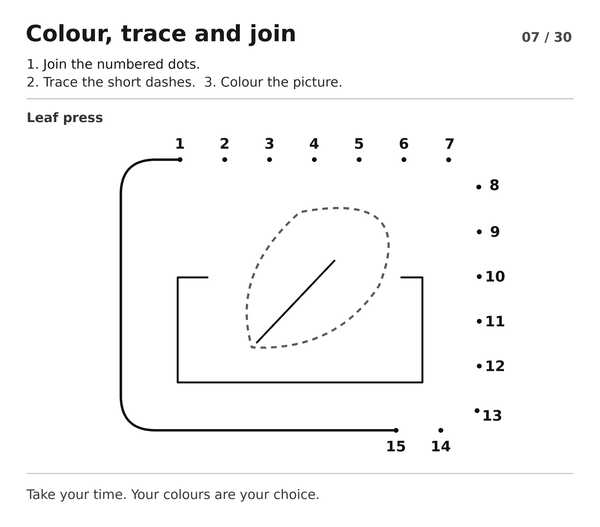 Colour, trace and join
07 / 30
1. Join the numbered dots.
2. Trace the short dashes.  3. Colour the picture.
Leaf press
1 2 3 4 5 6 7
8
9
10
11
12
13
15 14
Take your time. Your colours are your choice.